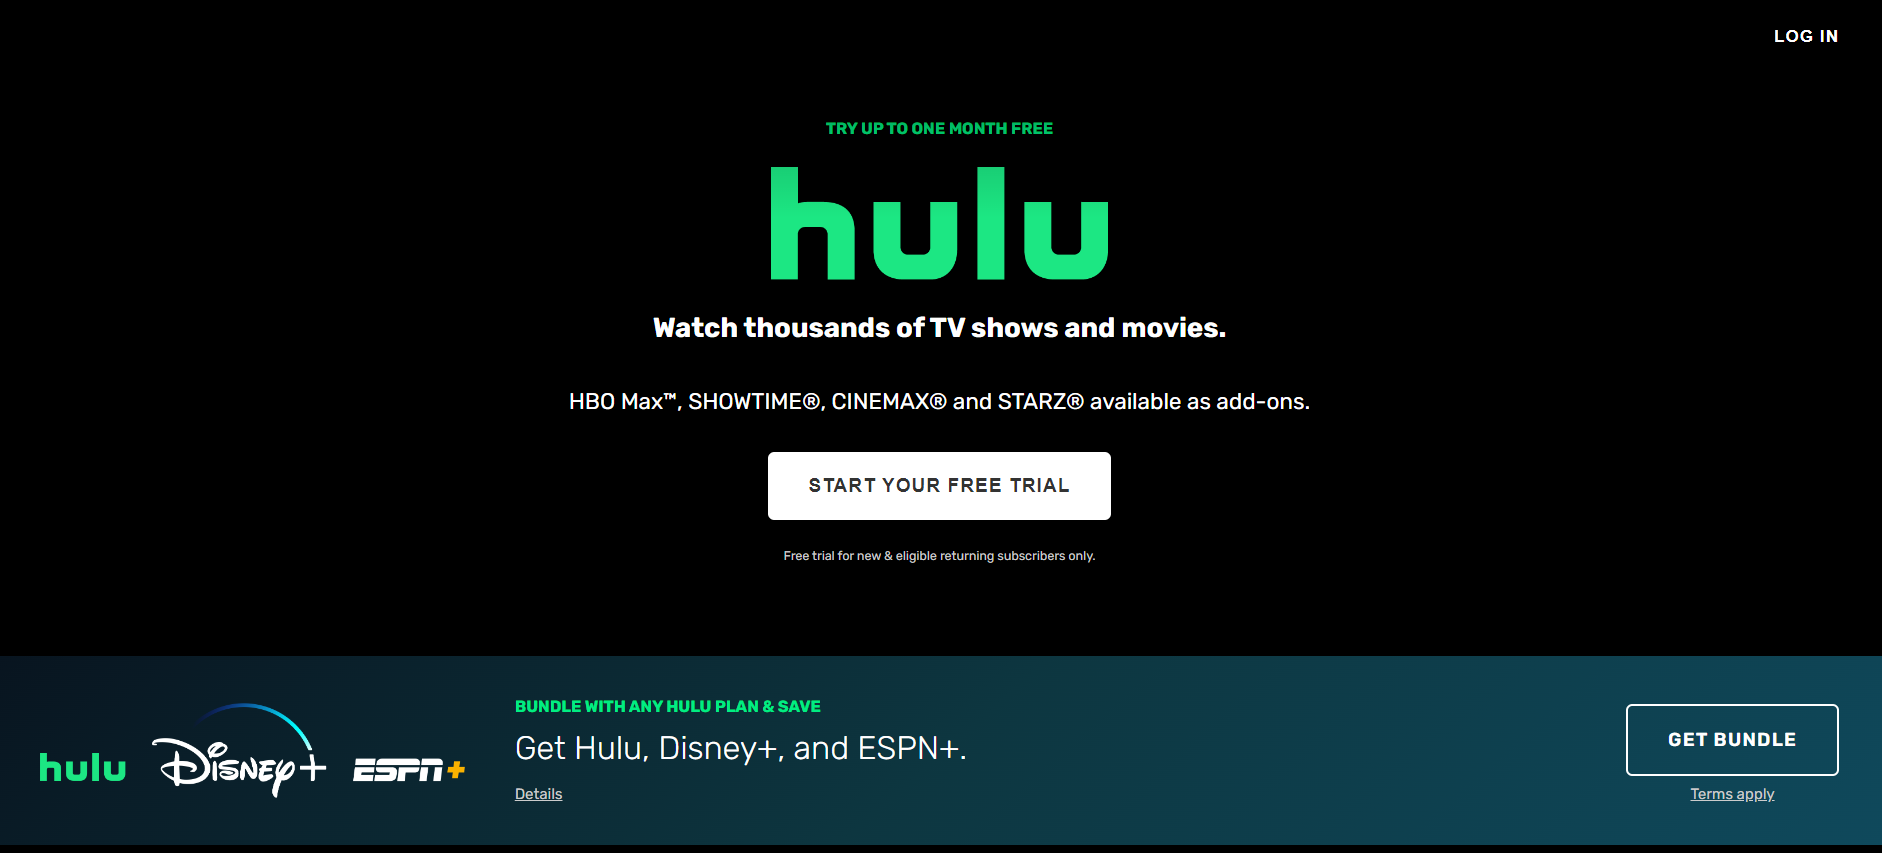 LOG IN
TRY UP TO ONE MONTH FREE
hulu
Watch thousands of TV shows and movies.
HBO Max™, SHOWTIME®, CINEMAX® and STARZ® available as add-ons.
START YOUR FREE TRIAL
Free trial for new & eligible returning subscribers only.
hulu Disney+ ESPN+
BUNDLE WITH ANY HULU PLAN & SAVE
Get Hulu, Disney+, and ESPN+.
Details
GET BUNDLE
Terms apply